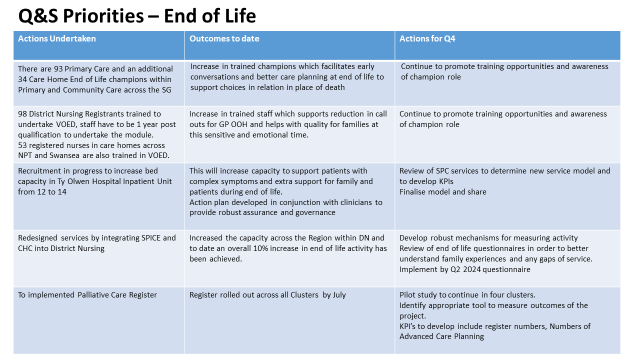 Q&S Priorities – End of Life
Actions Undertaken
Outcomes to date
Actions for Q4
There are 93 Primary Care and an additional
34 Care Home End of Life champions within
Primary and Community Care across the SG
Increase in trained champions which facilitates early
conversations and better care planning at end of life to
support choices in relation in place of death
Continue to promote training opportunities and awareness
of champion role
98 District Nursing Registrants trained to
undertake VOED, staff have to be 1 year post
qualification to undertake the module.
53 registered nurses in care homes across
NPT and Swansea are also trained in VOED.
Increase in trained staff which supports reduction in call
outs for GP OOH and helps with quality for families at
this sensitive and emotional time.
Continue to promote training opportunities and awareness
of champion role
Recruitment in progress to increase bed
capacity in Ty Olwen Hospital Inpatient Unit
from 12 to 14
This will increase capacity to support patients with
complex symptoms and extra support for family and
patients during end of life.
Action plan developed in conjunction with clinicians to
provide robust assurance and governance
Review of SPC services to determine new service model and
to develop KPIs
Finalise model and share
Redesigned services by integrating SPICE and
CHC into District Nursing
Increased the capacity across the Region within DN and
to date an overall 10% increase in end of life activity has
been achieved.
Develop robust mechanisms for measuring activity
Review of end of life questionnaires in order to better
understand family experiences and any gaps of service.
Implement by Q2 2024 questionnaire
To implemented Palliative Care Register
Register rolled out across all Clusters by July
Pilot study to continue in four clusters.
Identify appropriate tool to measure outcomes of the
project.
KPI's to develop include register numbers, Numbers of
Advanced Care Planning